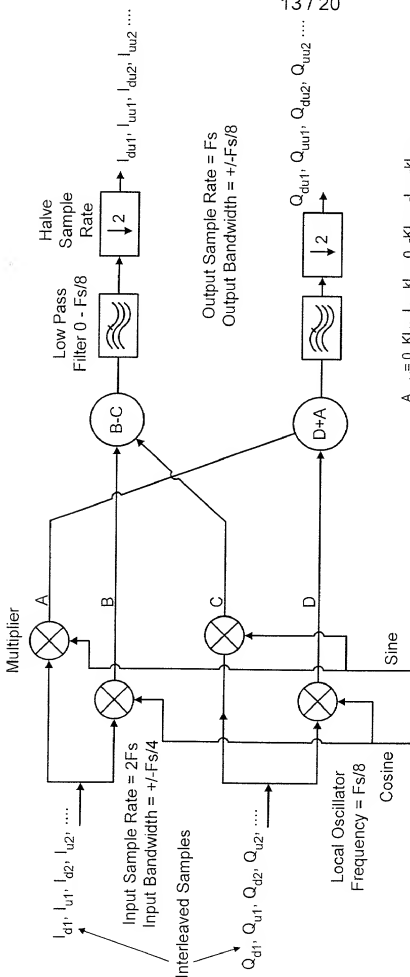 13 / 20
Multiplier
A
B
C
D
I_d1, I_u1, I_d2, I_u2, ....
Input Sample Rate = 2Fs
Input Bandwidth = +/-Fs/4
Interleaved Samples
Q_d1, Q_u1, Q_d2, Q_u2, ....
Local Oscillator
Frequency = Fs/8
Cosine
Sine
B-C
D+A
Low Pass
Filter 0 - Fs/8
Halve
Sample
Rate
↓2
I_du1, I_uu1, I_du2, I_uu2 ....
Output Sample Rate = Fs
Output Bandwidth = +/-Fs/8
↓2
Q_du1, Q_uu1, Q_du2, Q_uu2 ....